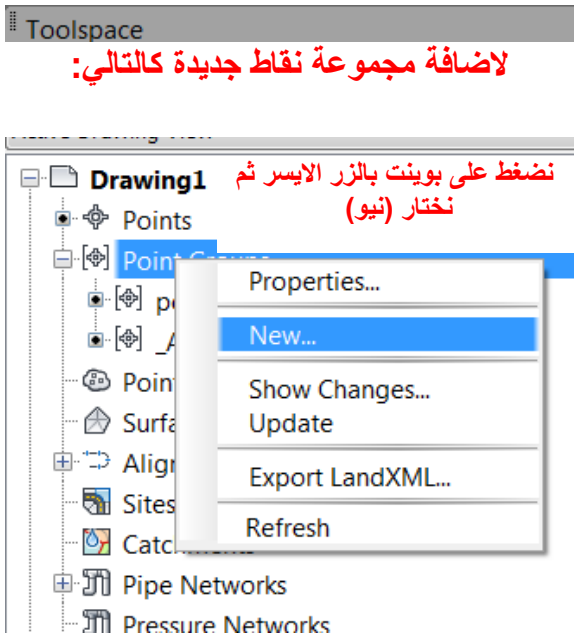 Toolspace
لاضافة مجموعة نقاط جديدة كالتالي:
Drawing1
نضغط على بوينت بالزر الايسر ثم
نختار (نيو)
Points
Point
Properties...
New...
Show Changes...
Update
Export LandXML...
Refresh
Sites
Pipe Networks
Pressure Networks